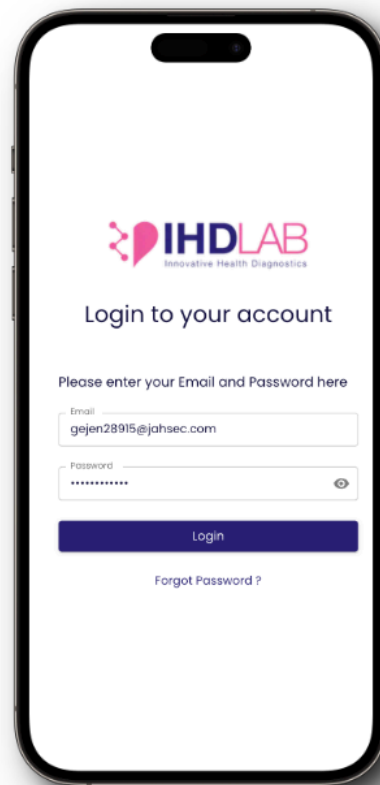 IHDLAB
Innovative Health Diagnostics
Login to your account
Please enter your Email and Password here
Email
gejen28915@jahsec.com
Password
••••••••••••
Login
Forgot Password ?